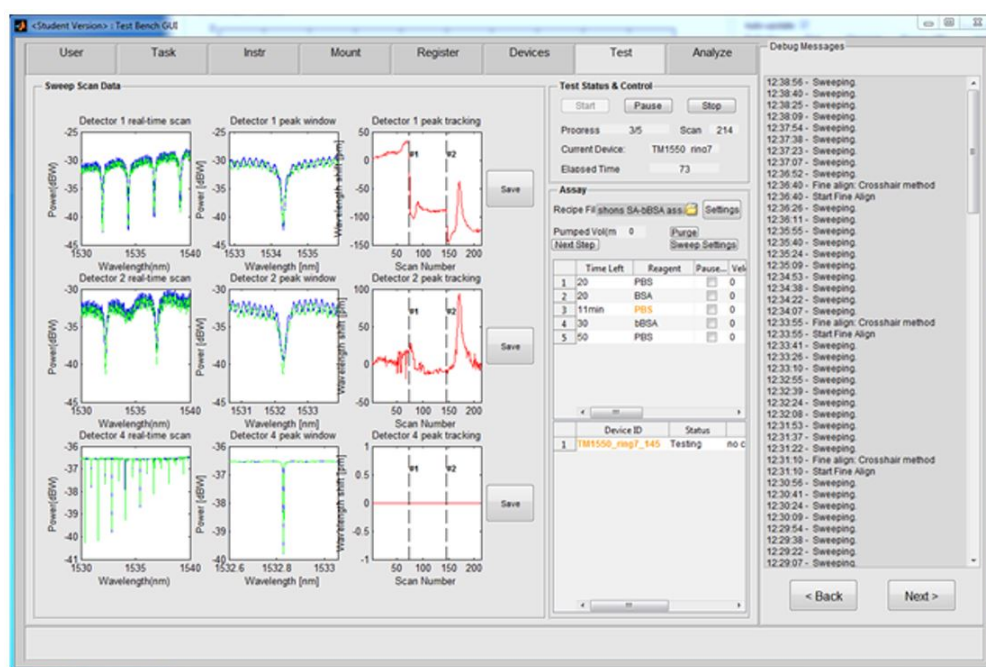 <Student Version> : Test Bench GUI
User Task Instr Mount Register Devices Test Analyze
Sweep Scan Data
Detector 1 real-time scan
Power[dBW]
-25
-30
-35
-40
-45
1530 1535 1540
Wavelength(nm)
Detector 1 peak window
Power [dBW]
-25
-30
-35
-40
-45
1533 1534 1535
Wavelength [nm]
Detector 1 peak tracking
Wavelength shift [pm]
50
0
-50
-100
-150
#1 #2
50 100 150 200
Scan Number
Save
Detector 2 real-time scan
Power[dBW]
-30
-35
-40
-45
1530 1535 1540
Wavelength(nm)
Detector 2 peak window
Power [dBW]
-30
-35
-40
-45
1531 1532 1533
Wavelength [nm]
Detector 2 peak tracking
Wavelength shift [pm]
100
50
0
-50
#1 #2
50 100 150 200
Scan Number
Save
Detector 4 real-time scan
Power(dBW)
-36
-37
-38
-39
-40
-41
1530 1535 1540
Wavelength(nm)
Detector 4 peak window
Power [dBW]
-36
-37
-38
-39
-40
1532.6 1532.8 1533
Wavelength [nm]
Detector 4 peak tracking
Wavelength shift [pm]
1
0.5
0
-0.5
-1
#1 #2
50 100 150 200
Scan Number
Save
Test Status & Control
Start Pause Stop
Progress 3/5 Scan 214
Current Device: TM1550_ring7
Elapsed Time 73
Assay
Recipe Fil shons SA-bBSA ass Settings
Pumped Vol(m 0 Purge
Next Step Sweep Settings
Time Left Reagent Pause... Velo
1 20 PBS 0
2 20 BSA 0
3 11min PBS 0
4 30 bBSA 0
5 50 PBS 0
Device ID Status
1 TM1550_ring7_145 Testing no c
Debug Messages
12:38:56 - Sweeping.
12:38:40 - Sweeping.
12:38:25 - Sweeping.
12:38:09 - Sweeping.
12:37:54 - Sweeping.
12:37:38 - Sweeping.
12:37:23 - Sweeping.
12:37:07 - Sweeping.
12:36:52 - Sweeping.
12:36:40 - Fine align: Crosshair method
12:36:40 - Start Fine Align
12:36:26 - Sweeping.
12:36:11 - Sweeping.
12:35:55 - Sweeping.
12:35:40 - Sweeping.
12:35:24 - Sweeping.
12:35:09 - Sweeping.
12:34:53 - Sweeping.
12:34:38 - Sweeping.
12:34:22 - Sweeping.
12:34:07 - Sweeping.
12:33:55 - Fine align: Crosshair method
12:33:55 - Start Fine Align
12:33:41 - Sweeping.
12:33:26 - Sweeping.
12:33:10 - Sweeping.
12:32:55 - Sweeping.
12:32:39 - Sweeping.
12:32:24 - Sweeping.
12:32:08 - Sweeping.
12:31:53 - Sweeping.
12:31:37 - Sweeping.
12:31:22 - Sweeping.
12:31:10 - Fine align: Crosshair method
12:31:10 - Start Fine Align
12:30:56 - Sweeping.
12:30:41 - Sweeping.
12:30:24 - Sweeping.
12:30:09 - Sweeping.
12:29:54 - Sweeping.
12:29:38 - Sweeping.
12:29:22 - Sweeping.
12:29:07 - Sweeping.
< Back Next >